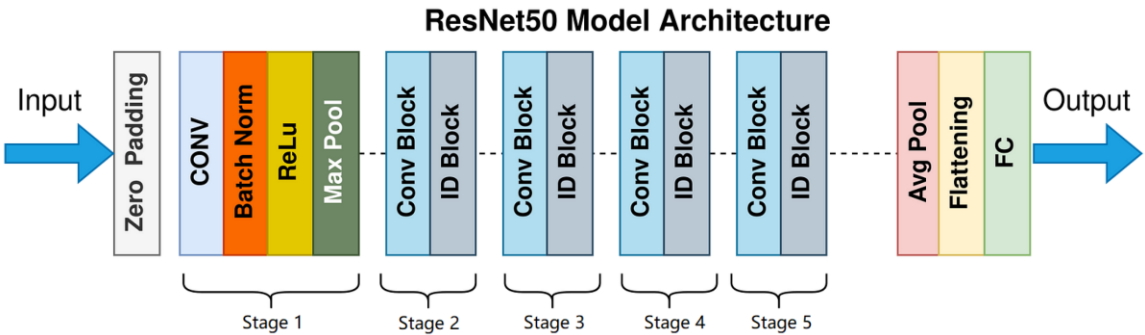 ResNet50 Model Architecture
Input
Zero Padding
CONV
Batch Norm
ReLu
Max Pool
Conv Block
ID Block
Conv Block
ID Block
Conv Block
ID Block
Conv Block
ID Block
Avg Pool
Flattening
FC
Output
Stage 1
Stage 2
Stage 3
Stage 4
Stage 5